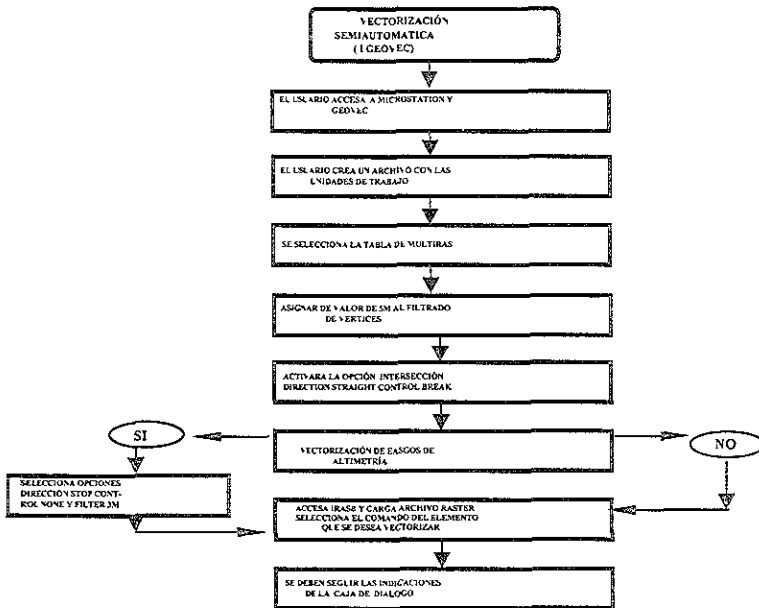 VECTORIZACIÓN
SEMIAUTOMATICA
( I GEOVEC )
EL USUARIO ACCESA A MICROSTATION Y
GEOVEC
EL USUARIO CREA UN ARCHIVO CON LAS
UNIDADES DE TRABAJO
SE SELECCIONA LA TABLA DE MULTIRAS
ASIGNAR DE VALOR DE 5M AL FILTRADO
DE VERTICES
ACTIVARA LA OPCIÓN INTERSECCIÓN
DIRECTION STRAIGHT CONTROL BREAK
SI
VECTORIZACIÓN DE EASGOS DE
ALTIMETRÍA
NO
SELECCIONA OPCIONES
DIRECCIÓN STOP CONT-
ROL NONE Y FILTER 3M
ACCESA IRASB Y CARGA ARCHIVO RASTER
SELECCIONA EL COMANDO DEL ELEMENTO
QUE SE DESEA VECTORIZAR
SE DEBEN SEGUIR LAS INDICACIONES
DE LA CAJA DE DIALOGO